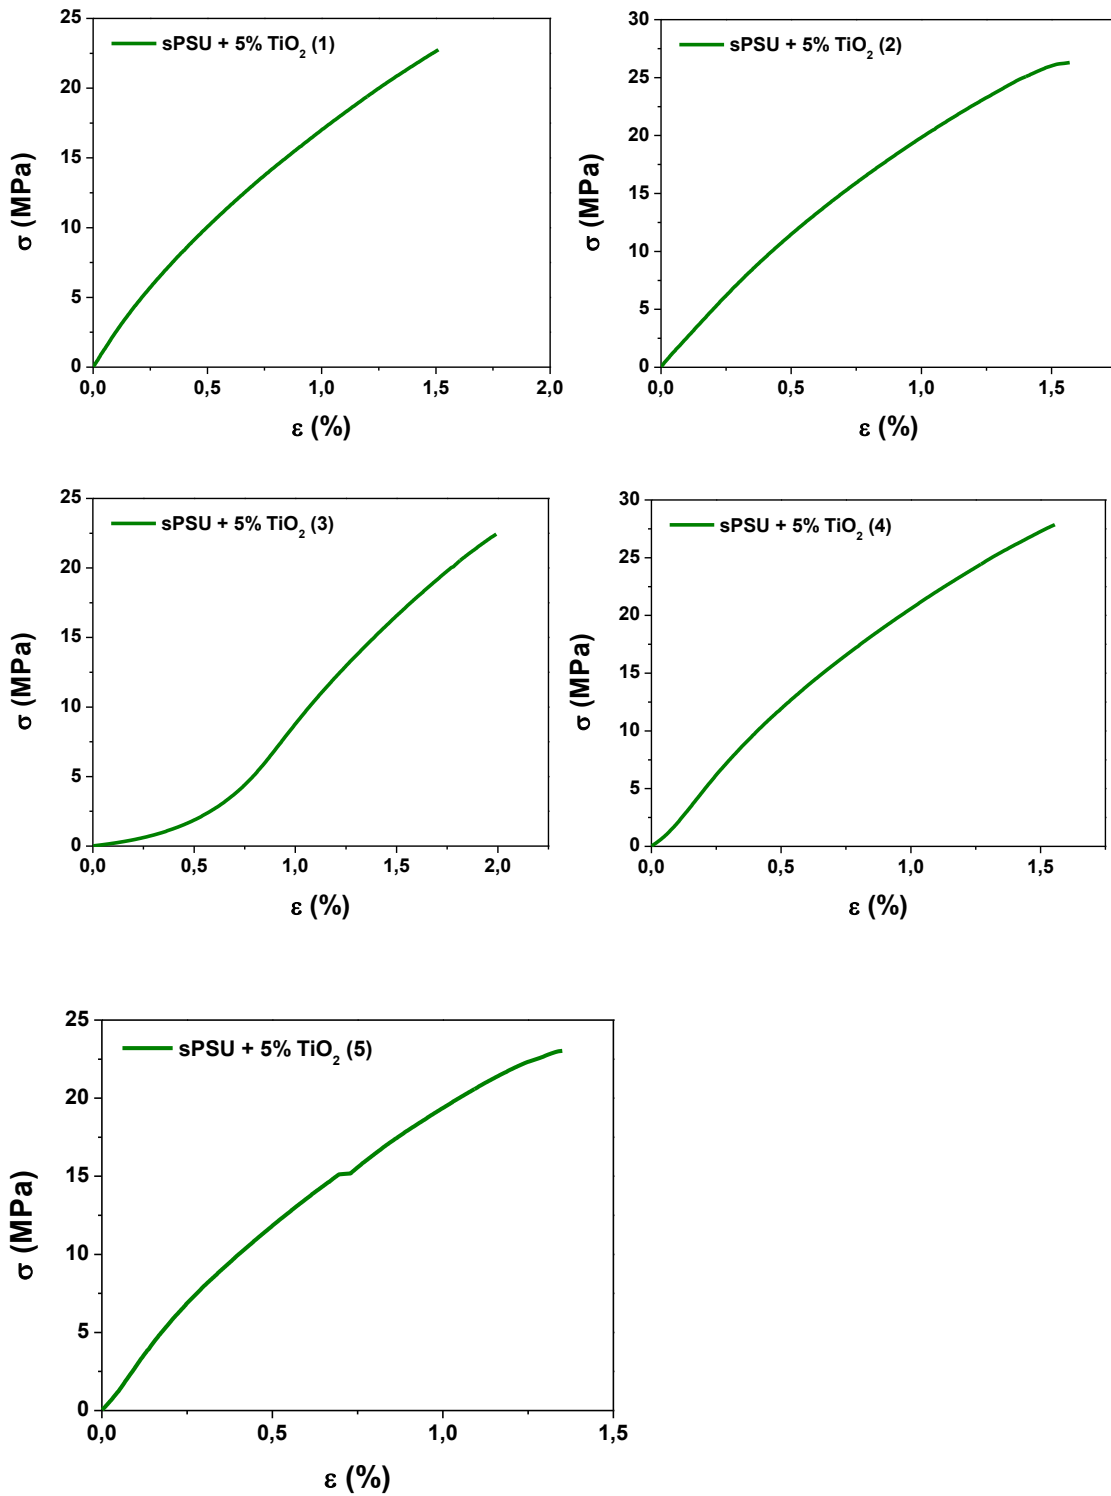 sPSU + 5% TiO₂ (1)
σ (MPa)
25
20
15
10
5
0
0,0 0,5 1,0 1,5 2,0
ε (%)
sPSU + 5% TiO₂ (2)
σ (MPa)
30
25
20
15
10
5
0
0,0 0,5 1,0 1,5
ε (%)
sPSU + 5% TiO₂ (3)
σ (MPa)
25
20
15
10
5
0
0,0 0,5 1,0 1,5 2,0
ε (%)
sPSU + 5% TiO₂ (4)
σ (MPa)
30
25
20
15
10
5
0
0,0 0,5 1,0 1,5
ε (%)
sPSU + 5% TiO₂ (5)
σ (MPa)
25
20
15
10
5
0
0,0 0,5 1,0 1,5
ε (%)